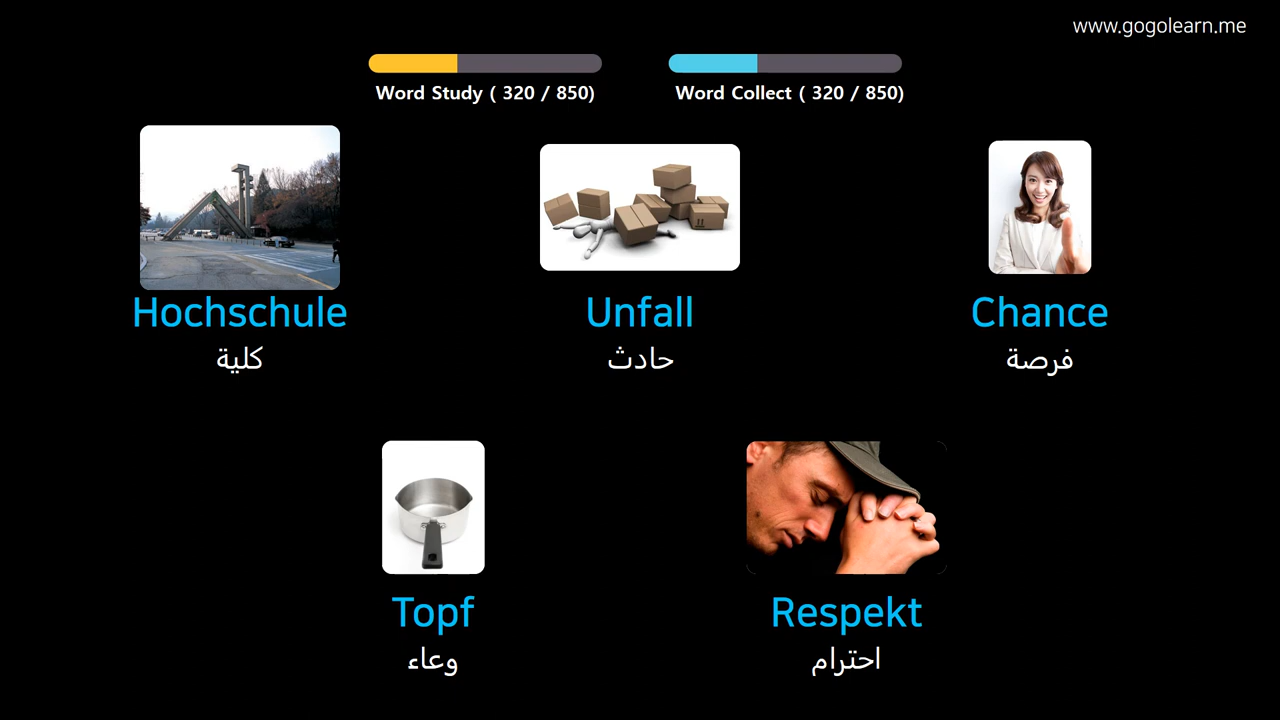 www.gogolearn.me
Word Study ( 320 / 850)
Word Collect ( 320 / 850)
Hochschule
كلية
Unfall
حادث
Chance
فرصة
Topf
وعاء
Respekt
احترام